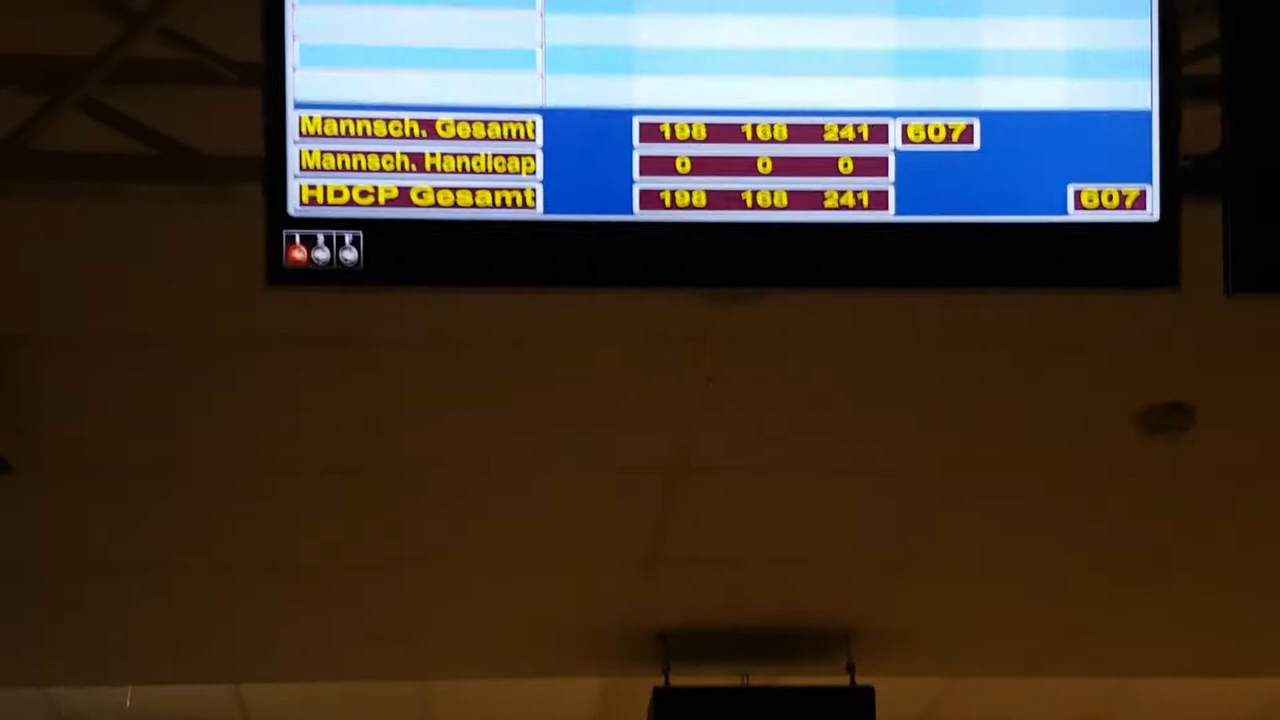 Mannsch. Gesamt 198 168 241 607
Mannsch. Handicap 0 0 0
HDCP Gesamt 198 168 241 607